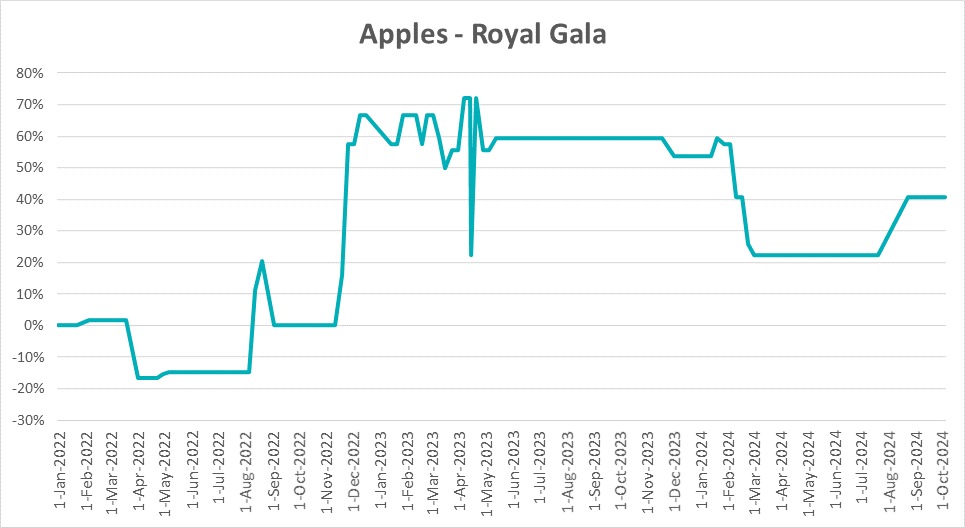 Apples - Royal Gala
80%
70%
60%
50%
40%
30%
20%
10%
0%
-10%
-20%
-30%
1-Jan-2022
1-Feb-2022
1-Mar-2022
1-Apr-2022
1-May-2022
1-Jun-2022
1-Jul-2022
1-Aug-2022
1-Sep-2022
1-Oct-2022
1-Nov-2022
1-Dec-2022
1-Jan-2023
1-Feb-2023
1-Mar-2023
1-Apr-2023
1-May-2023
1-Jun-2023
1-Jul-2023
1-Aug-2023
1-Sep-2023
1-Oct-2023
1-Nov-2023
1-Dec-2023
1-Jan-2024
1-Feb-2024
1-Mar-2024
1-Apr-2024
1-May-2024
1-Jun-2024
1-Jul-2024
1-Aug-2024
1-Sep-2024
1-Oct-2024